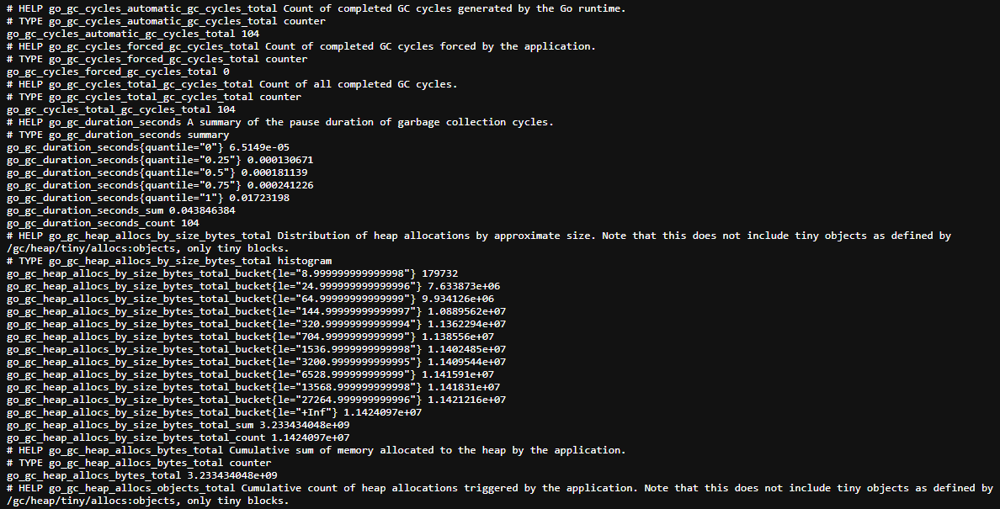 # HELP go_gc_cycles_automatic_gc_cycles_total Count of completed GC cycles generated by the Go runtime.
# TYPE go_gc_cycles_automatic_gc_cycles_total counter
go_gc_cycles_automatic_gc_cycles_total 104
# HELP go_gc_cycles_forced_gc_cycles_total Count of completed GC cycles forced by the application.
# TYPE go_gc_cycles_forced_gc_cycles_total counter
go_gc_cycles_forced_gc_cycles_total 0
# HELP go_gc_cycles_total_gc_cycles_total Count of all completed GC cycles.
# TYPE go_gc_cycles_total_gc_cycles_total counter
go_gc_cycles_total_gc_cycles_total 104
# HELP go_gc_duration_seconds A summary of the pause duration of garbage collection cycles.
# TYPE go_gc_duration_seconds summary
go_gc_duration_seconds{quantile="0"} 6.5149e-05
go_gc_duration_seconds{quantile="0.25"} 0.000130671
go_gc_duration_seconds{quantile="0.5"} 0.000181139
go_gc_duration_seconds{quantile="0.75"} 0.000241226
go_gc_duration_seconds{quantile="1"} 0.01723198
go_gc_duration_seconds_sum 0.043846384
go_gc_duration_seconds_count 104
# HELP go_gc_heap_allocs_by_size_bytes_total Distribution of heap allocations by approximate size. Note that this does not include tiny objects as defined by
/gc/heap/tiny/allocs:objects, only tiny blocks.
# TYPE go_gc_heap_allocs_by_size_bytes_total histogram
go_gc_heap_allocs_by_size_bytes_total_bucket{le="8.999999999999998"} 179732
go_gc_heap_allocs_by_size_bytes_total_bucket{le="24.999999999999996"} 7.633873e+06
go_gc_heap_allocs_by_size_bytes_total_bucket{le="64.99999999999999"} 9.934126e+06
go_gc_heap_allocs_by_size_bytes_total_bucket{le="144.99999999999997"} 1.0889562e+07
go_gc_heap_allocs_by_size_bytes_total_bucket{le="320.99999999999994"} 1.1362294e+07
go_gc_heap_allocs_by_size_bytes_total_bucket{le="704.9999999999999"} 1.138556e+07
go_gc_heap_allocs_by_size_bytes_total_bucket{le="1536.9999999999998"} 1.1402485e+07
go_gc_heap_allocs_by_size_bytes_total_bucket{le="3200.9999999999995"} 1.1409544e+07
go_gc_heap_allocs_by_size_bytes_total_bucket{le="6528.999999999999"} 1.141591e+07
go_gc_heap_allocs_by_size_bytes_total_bucket{le="13568.999999999998"} 1.141831e+07
go_gc_heap_allocs_by_size_bytes_total_bucket{le="27264.999999999996"} 1.1421216e+07
go_gc_heap_allocs_by_size_bytes_total_bucket{le="+Inf"} 1.1424097e+07
go_gc_heap_allocs_by_size_bytes_total_sum 3.233434048e+09
go_gc_heap_allocs_by_size_bytes_total_count 1.1424097e+07
# HELP go_gc_heap_allocs_bytes_total Cumulative sum of memory allocated to the heap by the application.
# TYPE go_gc_heap_allocs_bytes_total counter
go_gc_heap_allocs_bytes_total 3.233434048e+09
# HELP go_gc_heap_allocs_objects_total Cumulative count of heap allocations triggered by the application. Note that this does not include tiny objects as defined by
/gc/heap/tiny/allocs:objects, only tiny blocks.